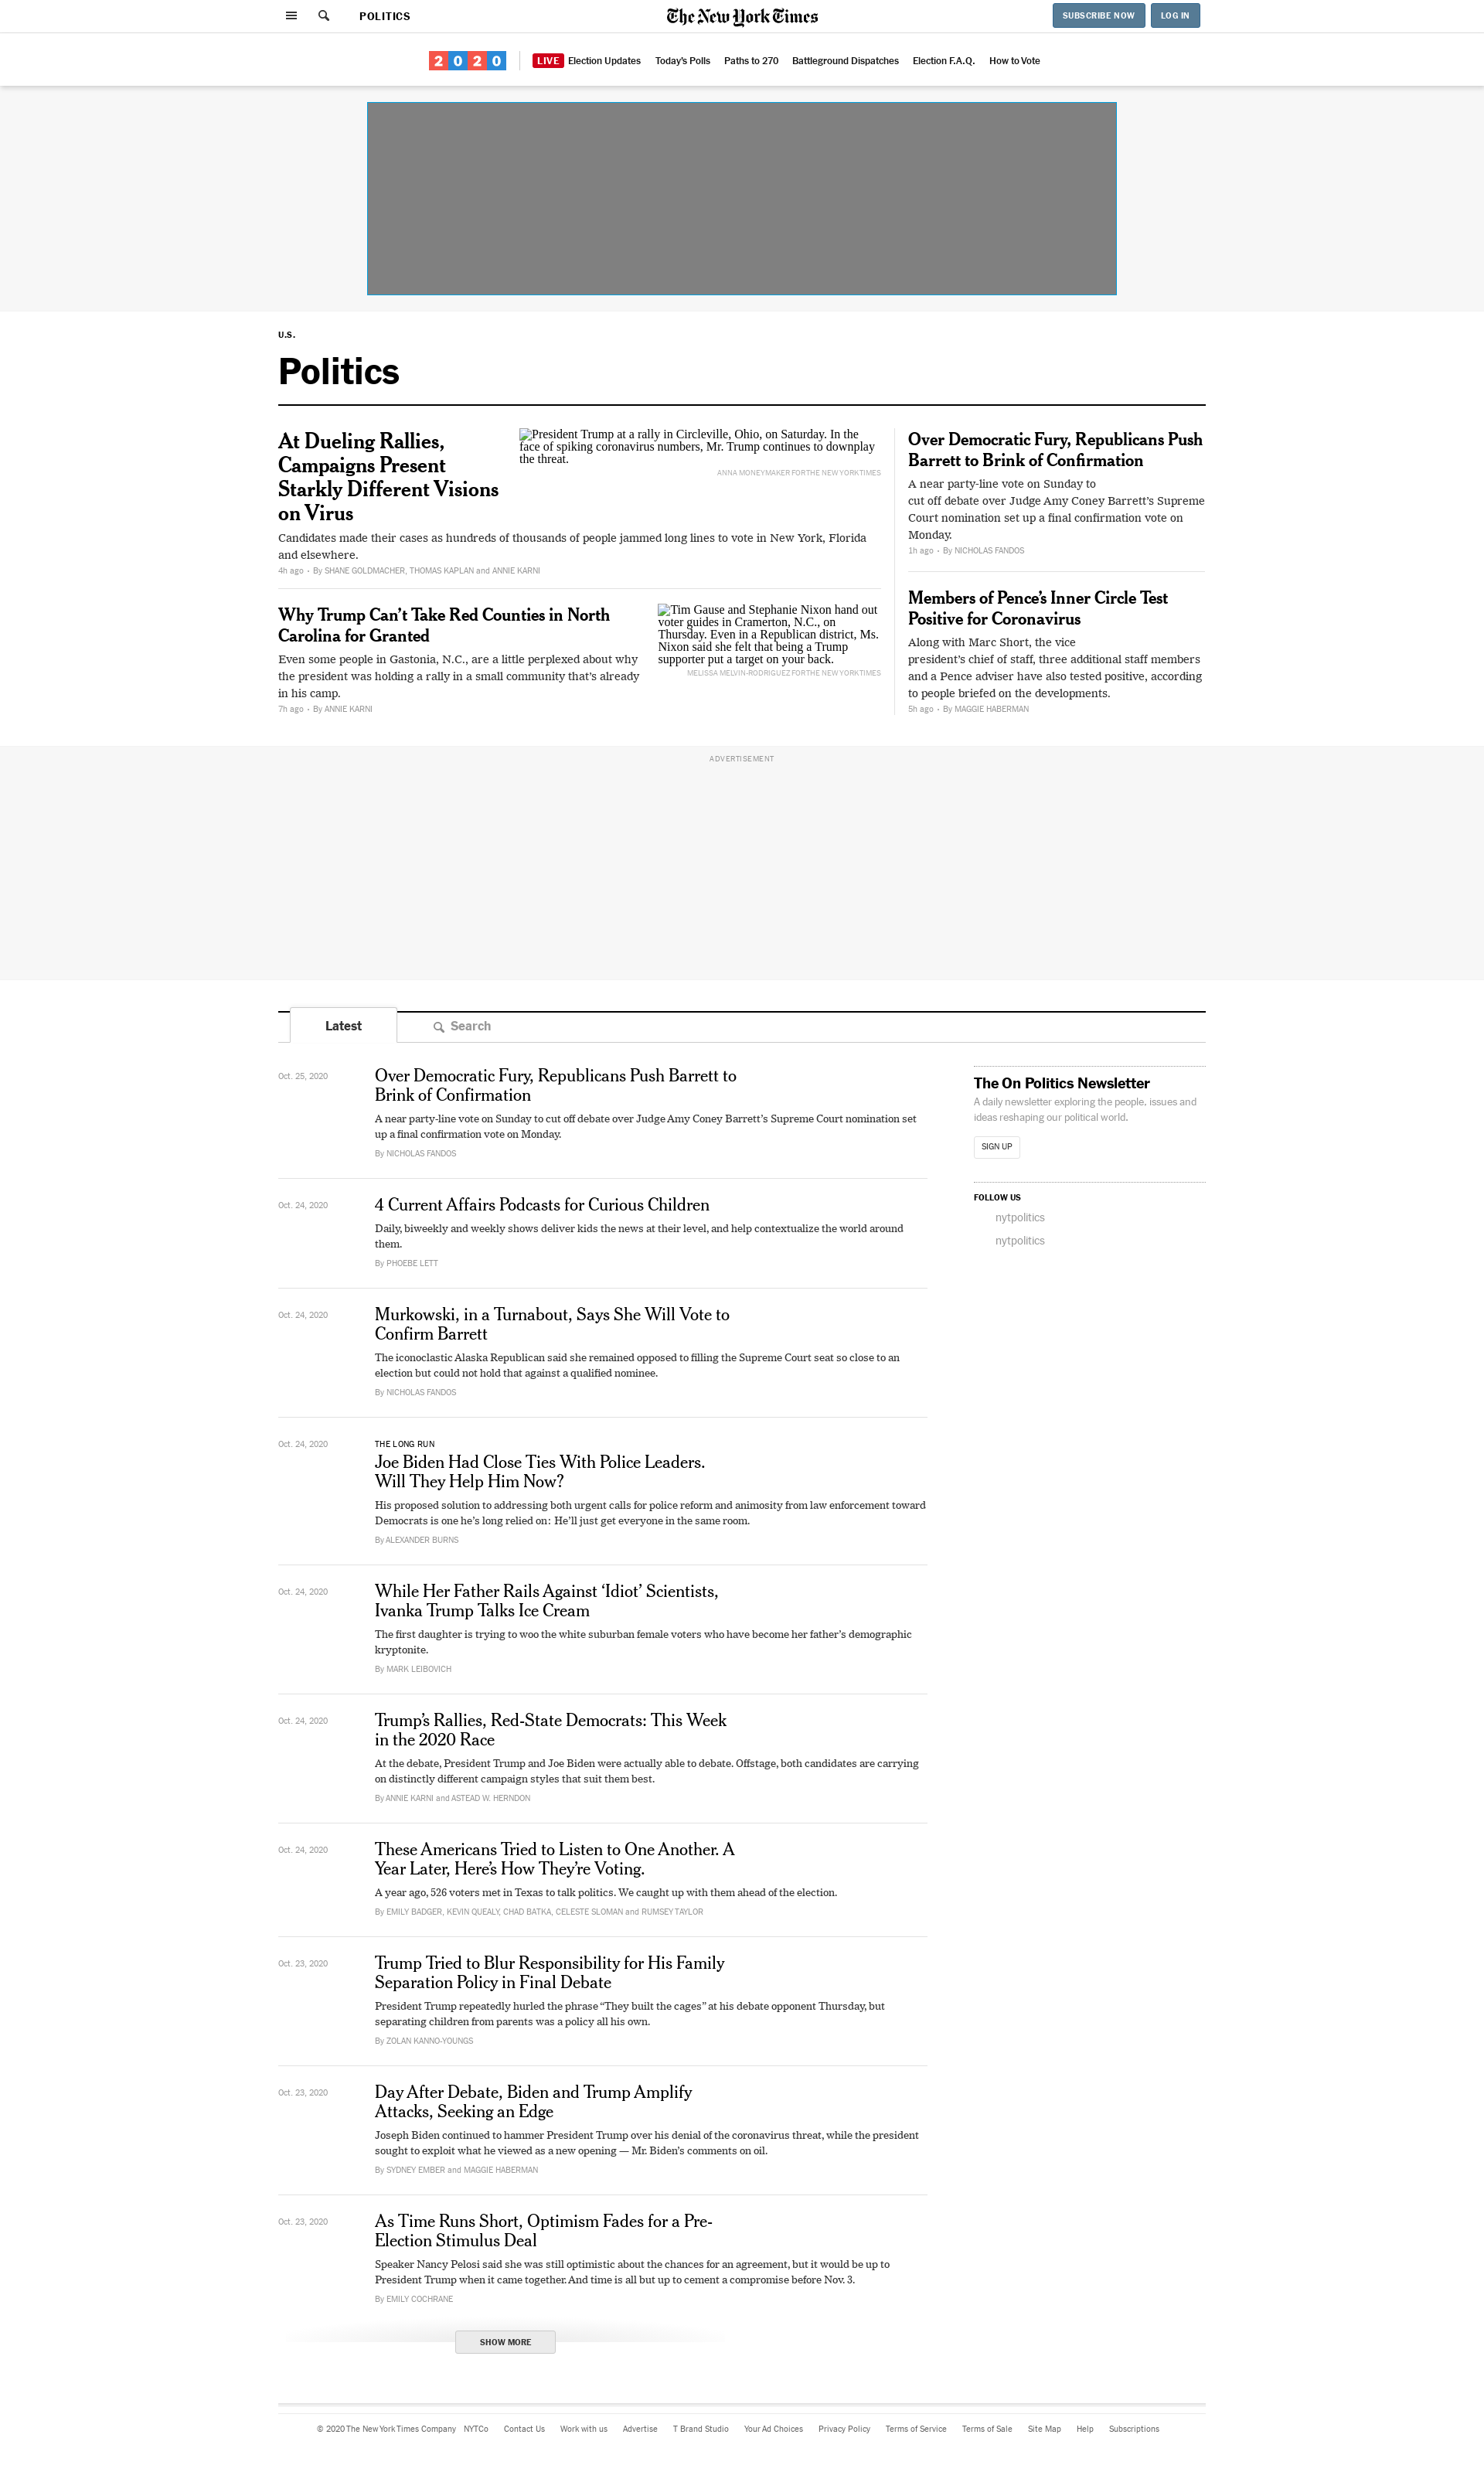 POLITICS
The New York Times
SUBSCRIBE NOW
LOG IN
2020
LIVE Election Updates
Today's Polls
Paths to 270
Battleground Dispatches
Election F.A.Q.
How to Vote
U.S.
Politics
At Dueling Rallies,
Campaigns Present
Starkly Different Visions
on Virus
Candidates made their cases as hundreds of thousands of people jammed long lines to vote in New York, Florida
and elsewhere.
4h ago • By SHANE GOLDMACHER, THOMAS KAPLAN and ANNIE KARNI
President Trump at a rally in Circleville, Ohio, on Saturday. In the
face of spiking coronavirus numbers, Mr. Trump continues to downplay
the threat.
ANNA MONEYMAKER FOR THE NEW YORK TIMES
Why Trump Can't Take Red Counties in North
Carolina for Granted
Even some people in Gastonia, N.C., are a little perplexed about why
the president was holding a rally in a small community that's already
in his camp.
7h ago • By ANNIE KARNI
Tim Gause and Stephanie Nixon hand out
voter guides in Cramerton, N.C., on
Thursday. Even in a Republican district, Ms.
Nixon said she felt that being a Trump
supporter put a target on your back.
MELISSA MELVIN-RODRIGUEZ FOR THE NEW YORK TIMES
Over Democratic Fury, Republicans Push
Barrett to Brink of Confirmation
A near party-line vote on Sunday to
cut off debate over Judge Amy Coney Barrett's Supreme
Court nomination set up a final confirmation vote on
Monday.
1h ago • By NICHOLAS FANDOS
Members of Pence's Inner Circle Test
Positive for Coronavirus
Along with Marc Short, the vice
president's chief of staff, three additional staff members
and a Pence adviser have also tested positive, according
to people briefed on the developments.
5h ago • By MAGGIE HABERMAN
ADVERTISEMENT
Latest
Search
Oct. 25, 2020
Over Democratic Fury, Republicans Push Barrett to
Brink of Confirmation
A near party-line vote on Sunday to cut off debate over Judge Amy Coney Barrett's Supreme Court nomination set
up a final confirmation vote on Monday.
By NICHOLAS FANDOS
Oct. 24, 2020
4 Current Affairs Podcasts for Curious Children
Daily, biweekly and weekly shows deliver kids the news at their level, and help contextualize the world around
them.
By PHOEBE LETT
Oct. 24, 2020
Murkowski, in a Turnabout, Says She Will Vote to
Confirm Barrett
The iconoclastic Alaska Republican said she remained opposed to filling the Supreme Court seat so close to an
election but could not hold that against a qualified nominee.
By NICHOLAS FANDOS
Oct. 24, 2020
THE LONG RUN
Joe Biden Had Close Ties With Police Leaders.
Will They Help Him Now?
His proposed solution to addressing both urgent calls for police reform and animosity from law enforcement toward
Democrats is one he's long relied on: He'll just get everyone in the same room.
By ALEXANDER BURNS
Oct. 24, 2020
While Her Father Rails Against 'Idiot' Scientists,
Ivanka Trump Talks Ice Cream
The first daughter is trying to woo the white suburban female voters who have become her father's demographic
kryptonite.
By MARK LEIBOVICH
Oct. 24, 2020
Trump's Rallies, Red-State Democrats: This Week
in the 2020 Race
At the debate, President Trump and Joe Biden were actually able to debate. Offstage, both candidates are carrying
on distinctly different campaign styles that suit them best.
By ANNIE KARNI and ASTEAD W. HERNDON
Oct. 24, 2020
These Americans Tried to Listen to One Another. A
Year Later, Here's How They're Voting.
A year ago, 526 voters met in Texas to talk politics. We caught up with them ahead of the election.
By EMILY BADGER, KEVIN QUEALY, CHAD BATKA, CELESTE SLOMAN and RUMSEY TAYLOR
Oct. 23, 2020
Trump Tried to Blur Responsibility for His Family
Separation Policy in Final Debate
President Trump repeatedly hurled the phrase "They built the cages" at his debate opponent Thursday, but
separating children from parents was a policy all his own.
By ZOLAN KANNO-YOUNGS
Oct. 23, 2020
Day After Debate, Biden and Trump Amplify
Attacks, Seeking an Edge
Joseph Biden continued to hammer President Trump over his denial of the coronavirus threat, while the president
sought to exploit what he viewed as a new opening — Mr. Biden's comments on oil.
By SYDNEY EMBER and MAGGIE HABERMAN
Oct. 23, 2020
As Time Runs Short, Optimism Fades for a Pre-
Election Stimulus Deal
Speaker Nancy Pelosi said she was still optimistic about the chances for an agreement, but it would be up to
President Trump when it came together. And time is all but up to cement a compromise before Nov. 3.
By EMILY COCHRANE
SHOW MORE
The On Politics Newsletter
A daily newsletter exploring the people, issues and
ideas reshaping our political world.
SIGN UP
FOLLOW US
nytpolitics
nytpolitics
© 2020 The New York Times Company
NYTCo
Contact Us
Work with us
Advertise
T Brand Studio
Your Ad Choices
Privacy Policy
Terms of Service
Terms of Sale
Site Map
Help
Subscriptions